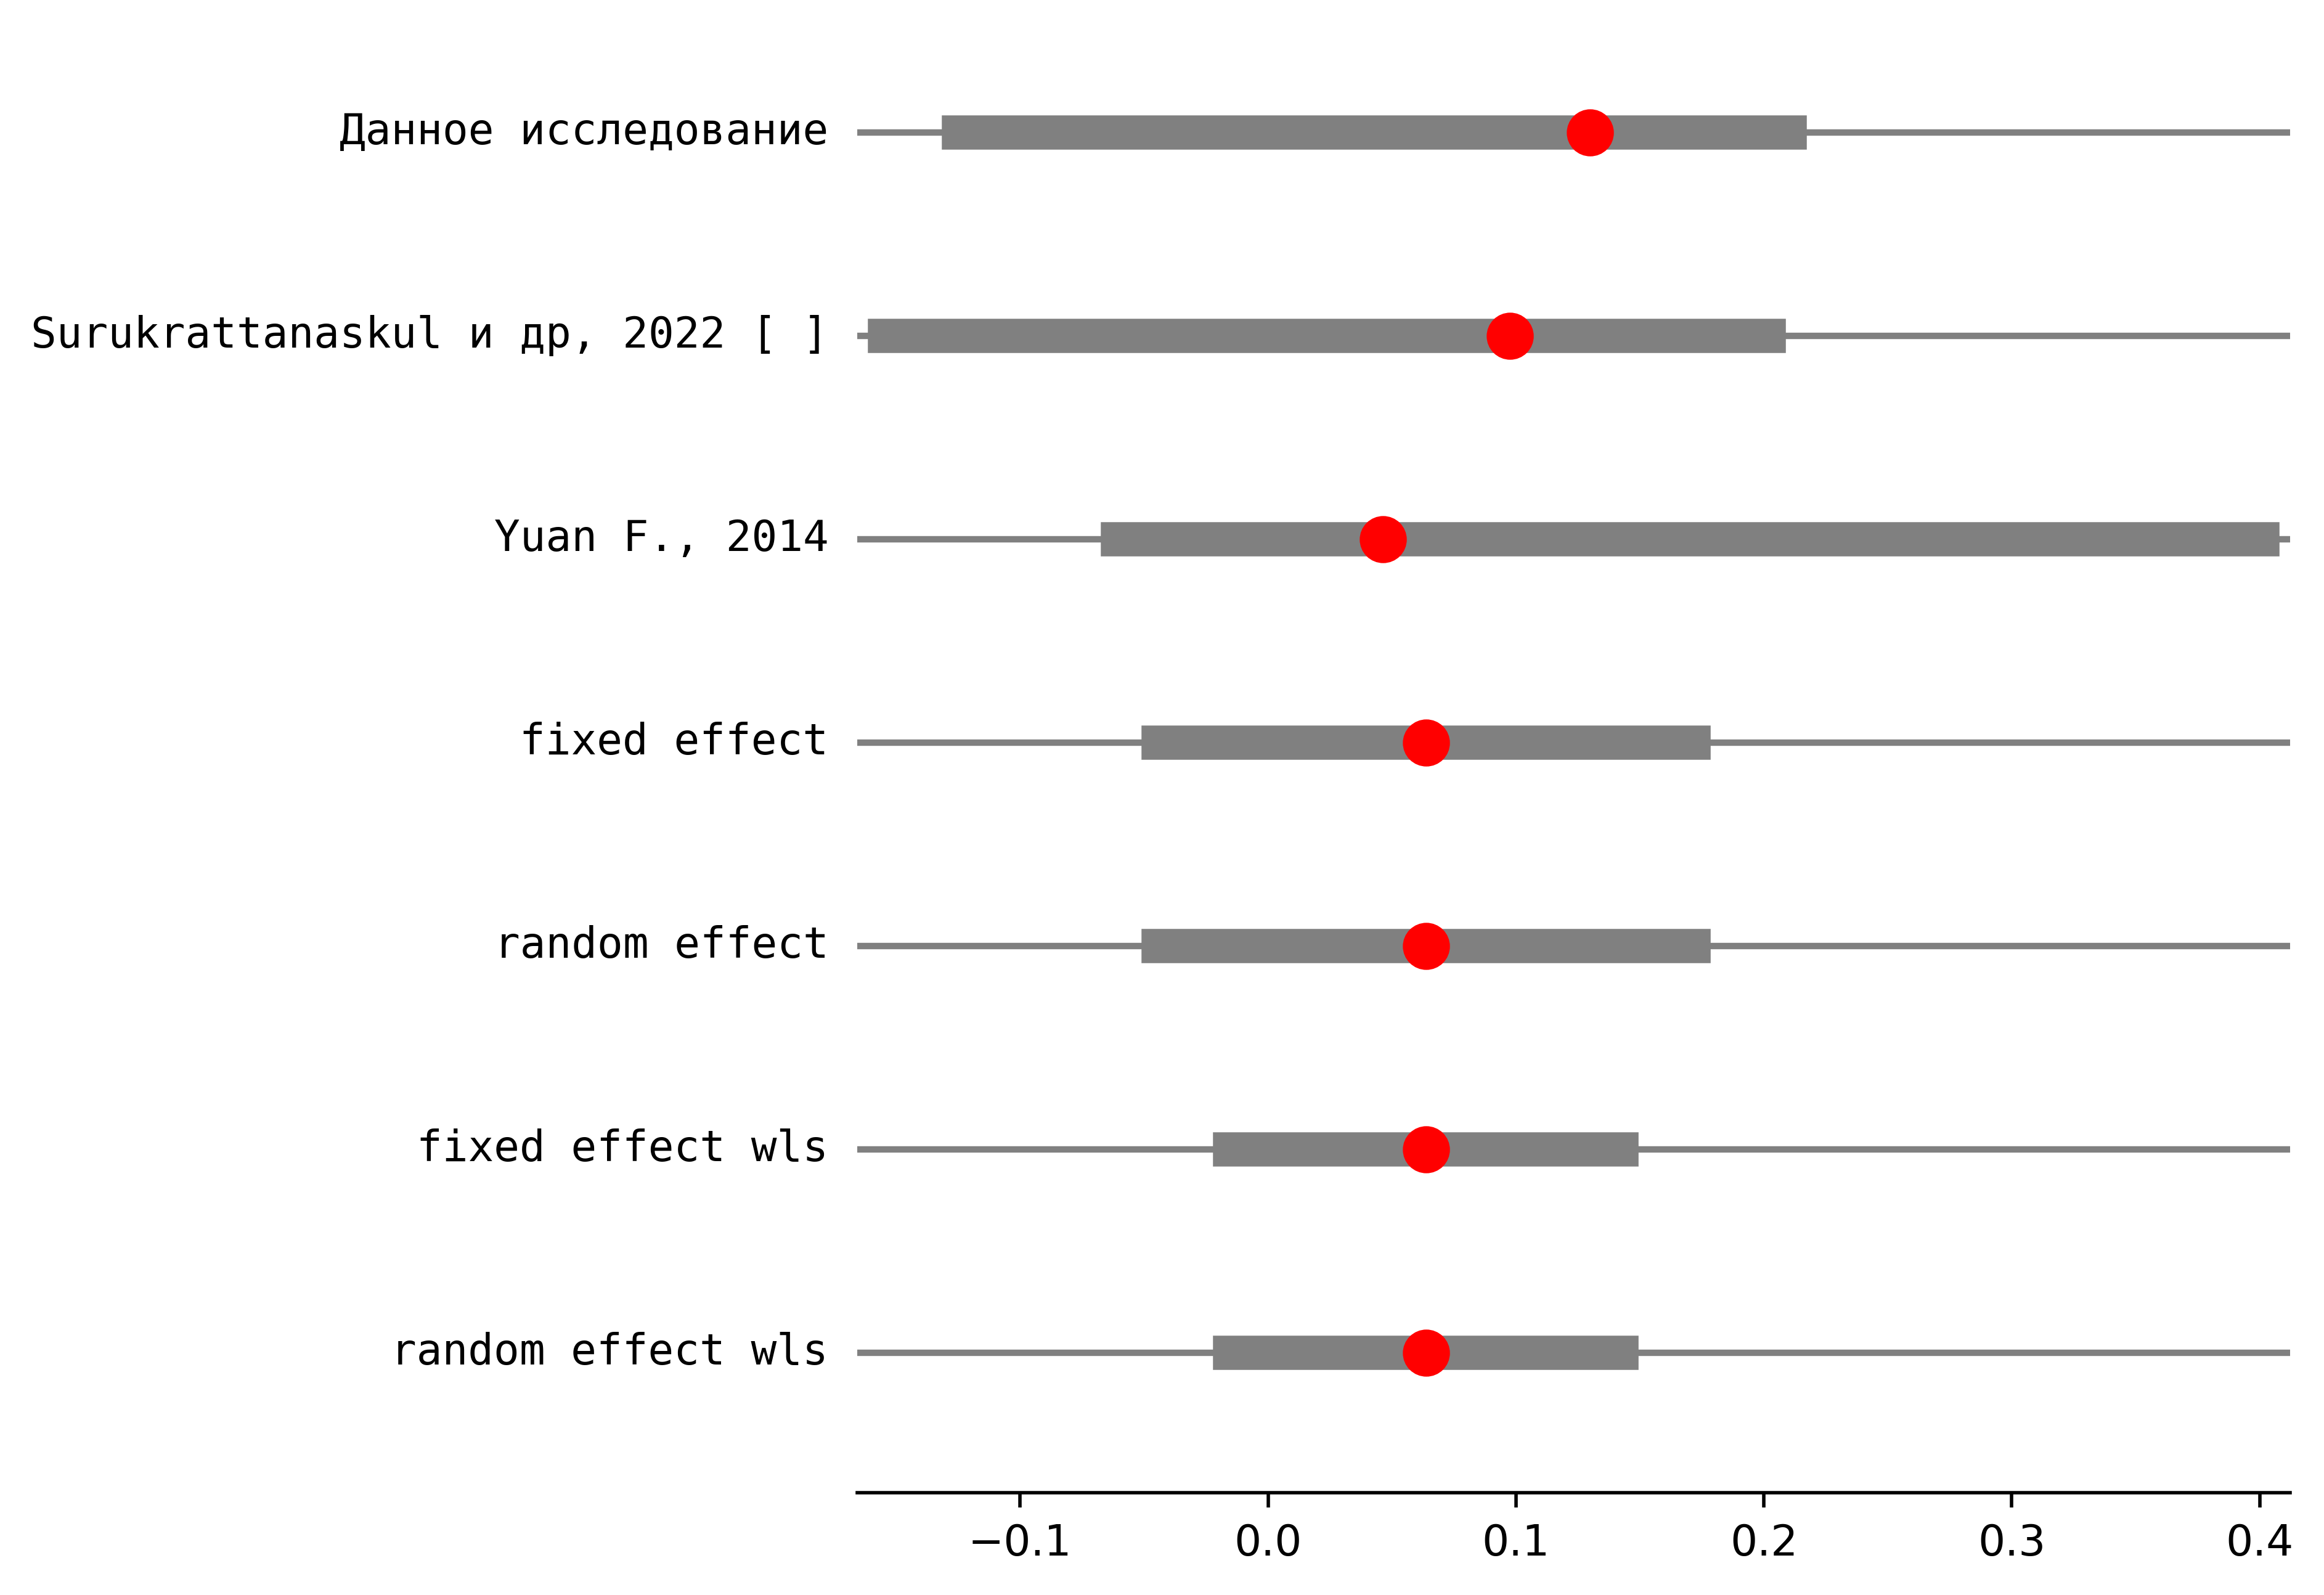 Данное исследование
Surukrattanaskul и др, 2022 [ ]
Yuan F., 2014
fixed effect
random effect
fixed effect wls
random effect wls
−0.1 0.0 0.1 0.2 0.3 0.4